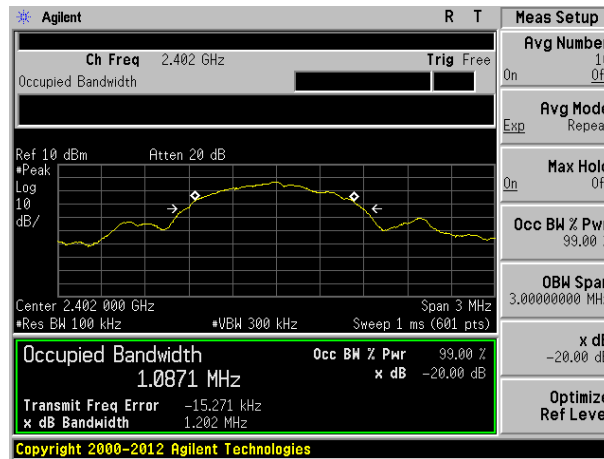 Agilent R T
Meas Setup
Ch Freq 2.402 GHz Trig Free
Occupied Bandwidth
Avg Number
On
Avg Mode
Exp Repeat
Max Hold
On
Occ BW % Pwr
99.00
OBW Span
3.00000000
x dB
-20.00
Optimize
Ref Level
Ref 10 dBm Atten 20 dB
#Peak
Log
10
dB/
Center 2.402 000 GHz Span 3 MHz
#Res BW 100 kHz #VBW 300 kHz Sweep 1 ms (601 pts)
Occupied Bandwidth
1.0871 MHz
Occ BW % Pwr 99.00 %
x dB -20.00 dB
Transmit Freq Error -15.271 kHz
x dB Bandwidth 1.202 MHz
Copyright 2000-2012 Agilent Technologies